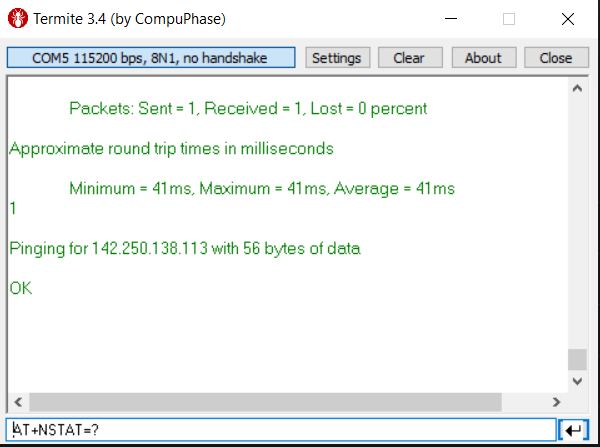 Termite 3.4 (by CompuPhase)
COM5 115200 bps, 8N1, no handshake
Settings
Clear
About
Close
Packets: Sent = 1, Received = 1, Lost = 0 percent
Approximate round trip times in milliseconds
Minimum = 41ms, Maximum = 41ms, Average = 41ms
1
Pinging for 142.250.138.113 with 56 bytes of data
OK
AT+NSTAT=?